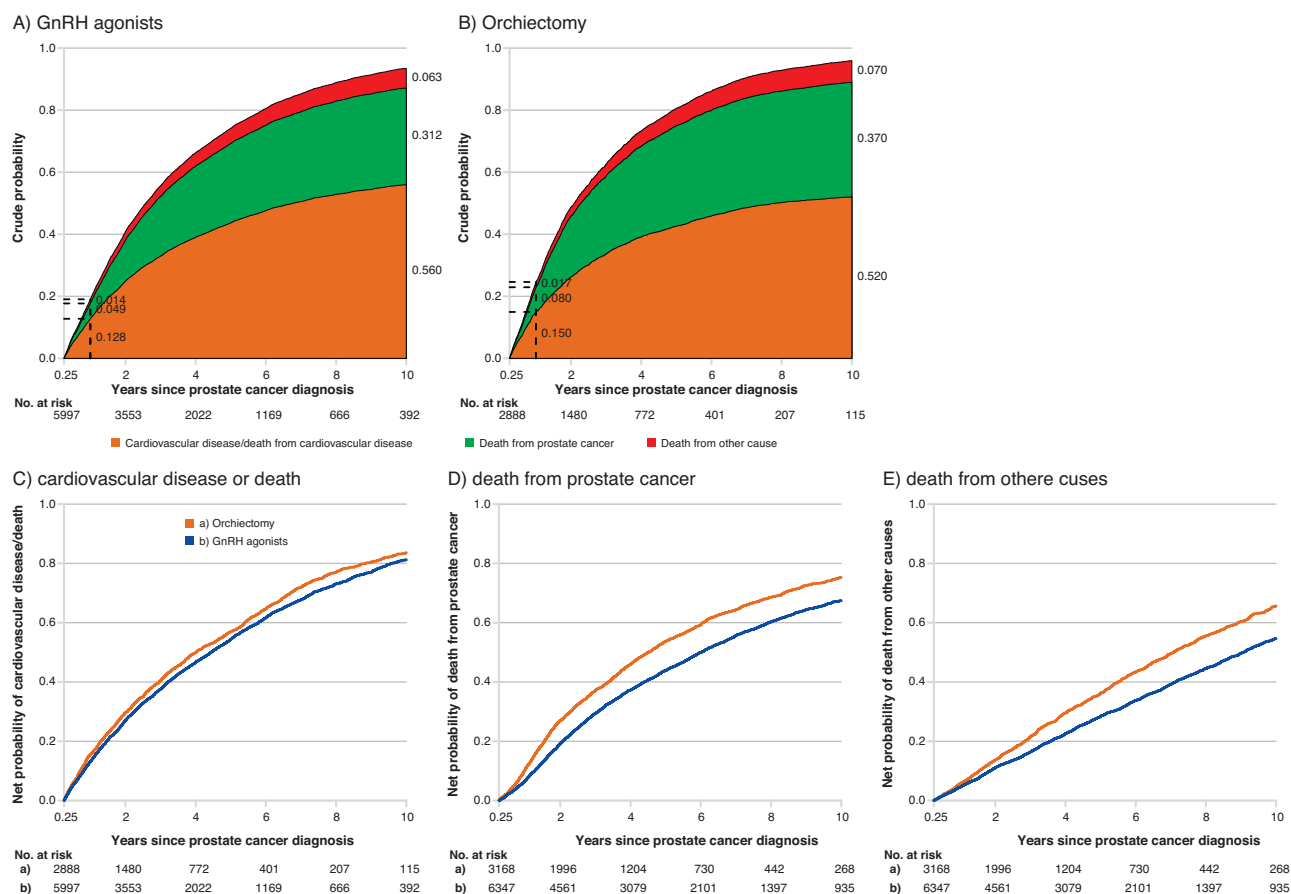 A) GnRH agonists
B) Orchiectomy
Crude probability
1.0
0.8
0.6
0.4
0.2
0.0
0.063
0.312
0.560
0.014
0.049
0.128
0.25 2 4 6 8 10
Years since prostate cancer diagnosis
No. at risk
5997 3553 2022 1169 666 392
Crude probability
1.0
0.8
0.6
0.4
0.2
0.0
0.070
0.370
0.520
0.017
0.080
0.150
0.25 2 4 6 8 10
Years since prostate cancer diagnosis
No. at risk
2888 1480 772 401 207 115
Cardiovascular disease/death from cardiovascular disease
Death from prostate cancer
Death from other cause
C) cardiovascular disease or death
Net probability of cardiovascular disease/death
1.0
0.8
0.6
0.4
0.2
0.0
a) Orchiectomy
b) GnRH agonists
0.25 2 4 6 8 10
Years since prostate cancer diagnosis
No. at risk
a) 2888 1480 772 401 207 115
b) 5997 3553 2022 1169 666 392
D) death from prostate cancer
Net probability of death from prostate cancer
1.0
0.8
0.6
0.4
0.2
0.0
0.25 2 4 6 8 10
Years since prostate cancer diagnosis
No. at risk
a) 3168 1996 1204 730 442 268
b) 6347 4561 3079 2101 1397 935
E) death from othere cuses
Net probability of death from other causes
1.0
0.8
0.6
0.4
0.2
0.0
0.25 2 4 6 8 10
Years since prostate cancer diagnosis
No. at risk
a) 3168 1996 1204 730 442 268
b) 6347 4561 3079 2101 1397 935